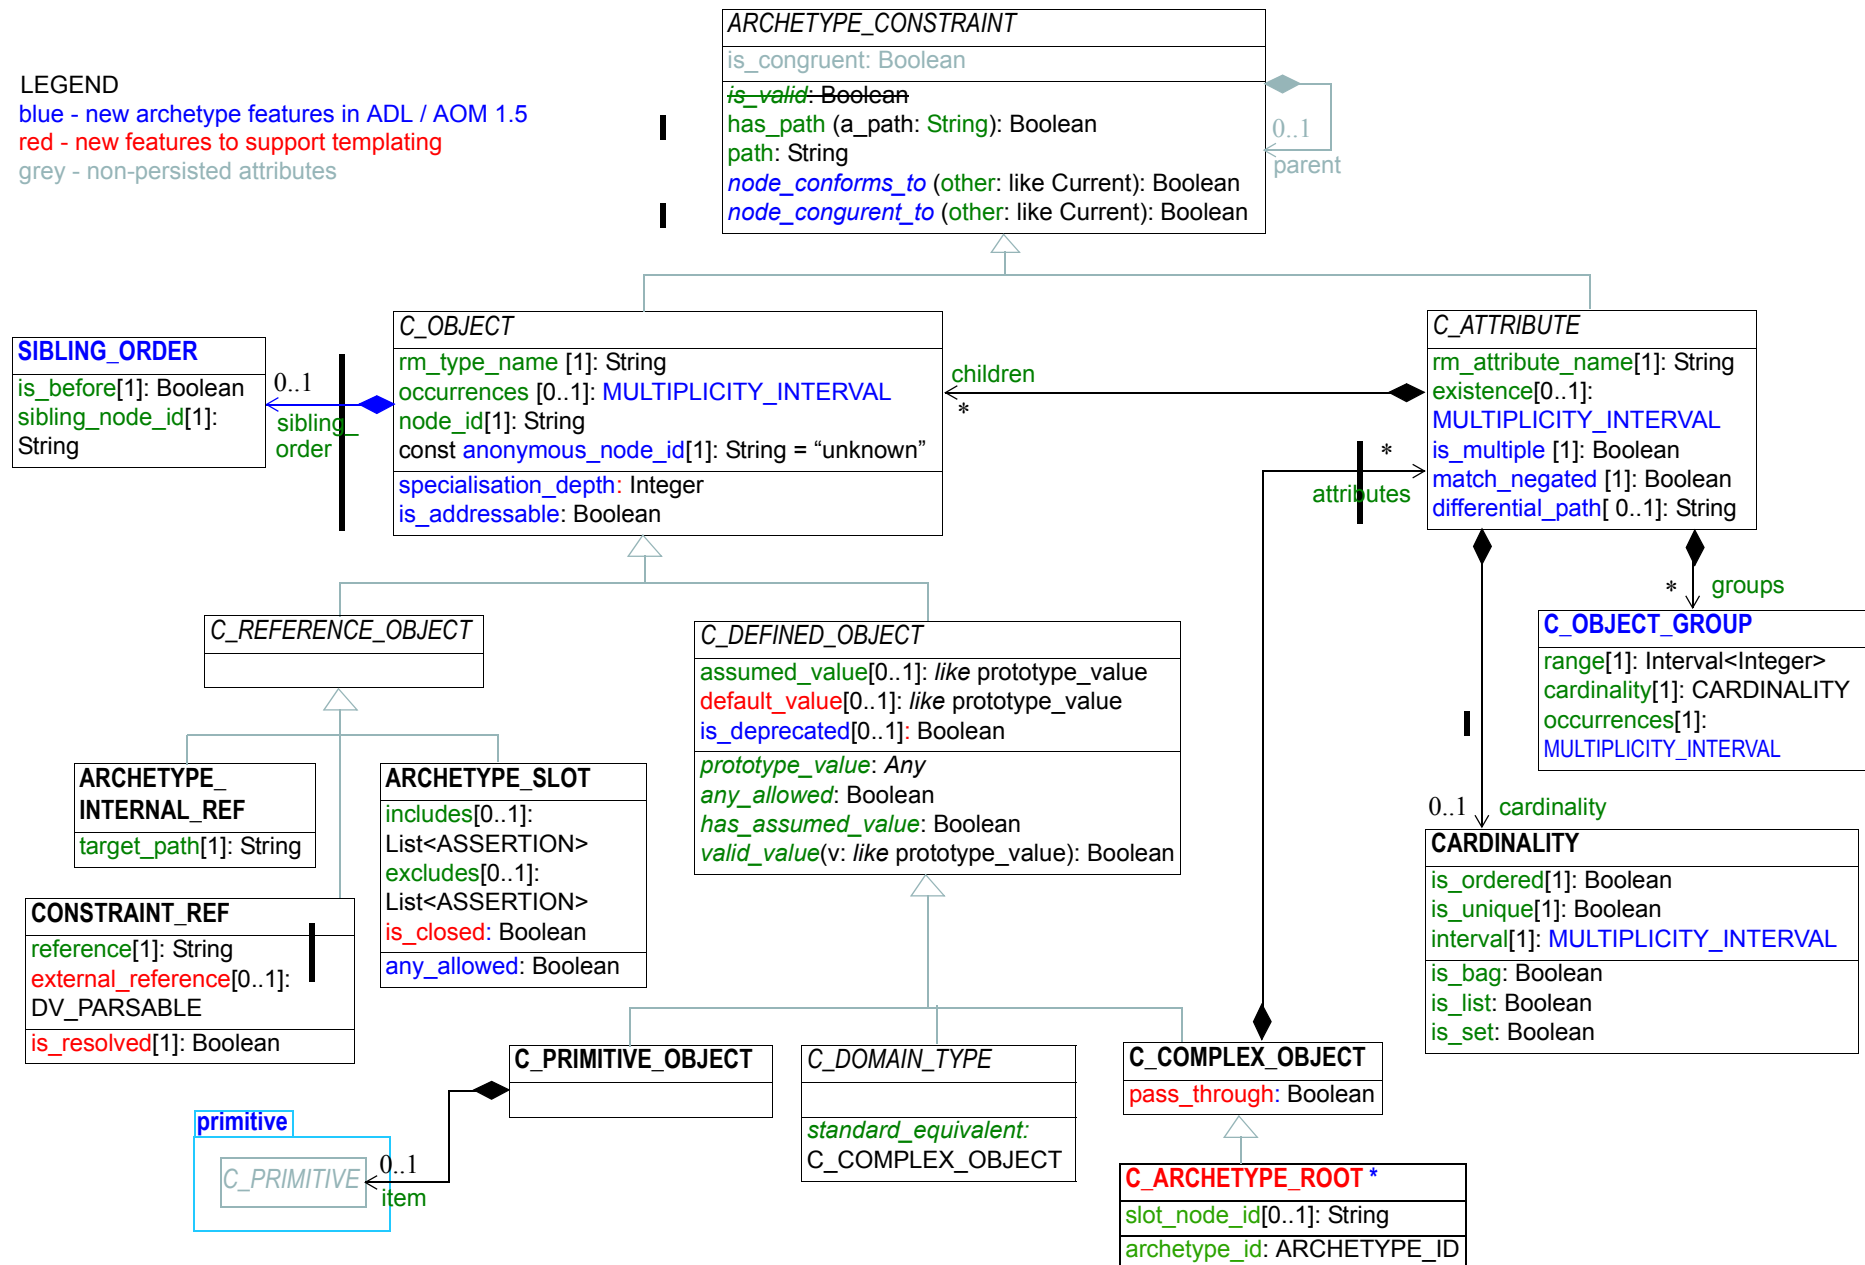 ARCHETYPE_CONSTRAINT
is_congruent: Boolean
is_valid: Boolean
has_path (a_path: String): Boolean
path: String
node_conforms_to (other: like Current): Boolean
node_congurent_to (other: like Current): Boolean
0..1
parent
LEGEND
blue - new archetype features in ADL / AOM 1.5
red - new features to support templating
grey - non-persisted attributes
SIBLING_ORDER
is_before[1]: Boolean
sibling_node_id[1]:
String
0..1
sibling_
order
C_OBJECT
rm_type_name [1]: String
occurrences [0..1]: MULTIPLICITY_INTERVAL
node_id[1]: String
const anonymous_node_id[1]: String = “unknown”
specialisation_depth: Integer
is_addressable: Boolean
children
*
*
attributes
C_ATTRIBUTE
rm_attribute_name[1]: String
existence[0..1]:
MULTIPLICITY_INTERVAL
is_multiple [1]: Boolean
match_negated [1]: Boolean
differential_path[ 0..1]: String
* groups
C_OBJECT_GROUP
range[1]: Interval<Integer>
cardinality[1]: CARDINALITY
occurrences[1]:
MULTIPLICITY_INTERVAL
0..1 cardinality
CARDINALITY
is_ordered[1]: Boolean
is_unique[1]: Boolean
interval[1]: MULTIPLICITY_INTERVAL
is_bag: Boolean
is_list: Boolean
is_set: Boolean
C_REFERENCE_OBJECT
C_DEFINED_OBJECT
assumed_value[0..1]: like prototype_value
default_value[0..1]: like prototype_value
is_deprecated[0..1]: Boolean
prototype_value: Any
any_allowed: Boolean
has_assumed_value: Boolean
valid_value(v: like prototype_value): Boolean
ARCHETYPE_
INTERNAL_REF
target_path[1]: String
ARCHETYPE_SLOT
includes[0..1]:
List<ASSERTION>
excludes[0..1]:
List<ASSERTION>
is_closed: Boolean
any_allowed: Boolean
CONSTRAINT_REF
reference[1]: String
external_reference[0..1]:
DV_PARSABLE
is_resolved[1]: Boolean
C_PRIMITIVE_OBJECT
C_DOMAIN_TYPE
standard_equivalent:
C_COMPLEX_OBJECT
C_COMPLEX_OBJECT
pass_through: Boolean
primitive
C_PRIMITIVE
0..1
item
C_ARCHETYPE_ROOT *
slot_node_id[0..1]: String
archetype_id: ARCHETYPE_ID